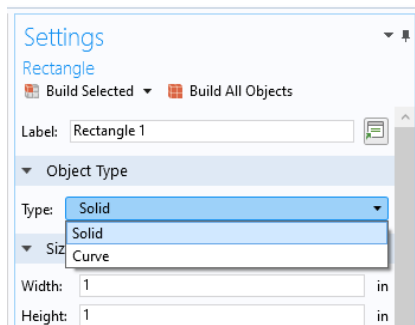 Settings
Rectangle
Build Selected Build All Objects
Label: Rectangle 1
Object Type
Type: Solid
Solid
Siz
Curve
Width: 1 in
Height: 1 in